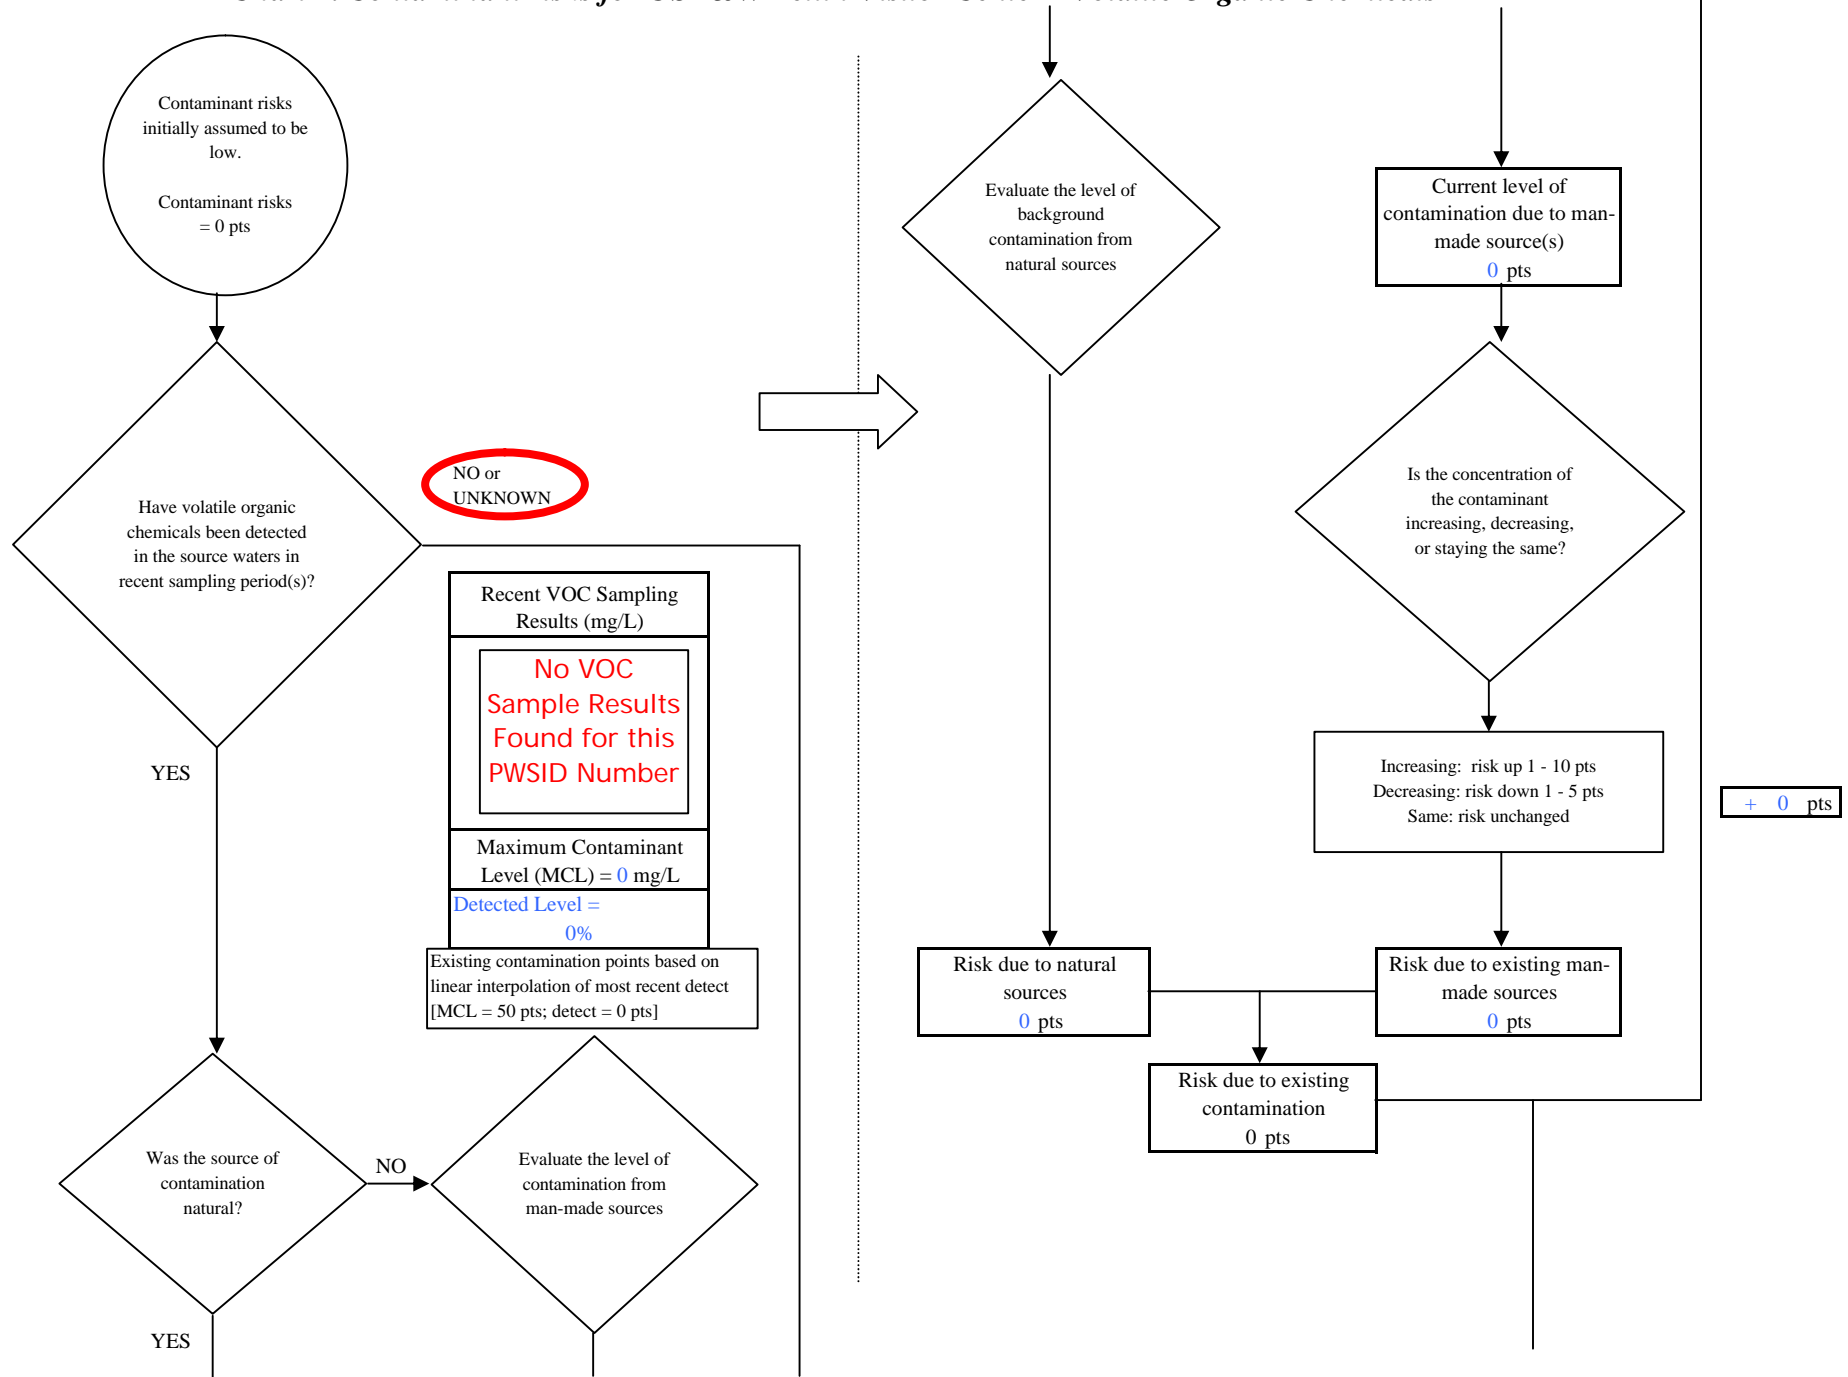 Contaminant risks
initially assumed to be
low.
Contaminant risks
= 0 pts
Have volatile organic
chemicals been detected
in the source waters in
recent sampling period(s)?
NO or
UNKNOWN
YES
Recent VOC Sampling
Results (mg/L)
No VOC
Sample Results
Found for this
PWSID Number
Maximum Contaminant
Level (MCL) = 0 mg/L
Detected Level =
0%
Existing contamination points based on
linear interpolation of most recent detect
[MCL = 50 pts; detect = 0 pts]
Was the source of
contamination
natural?
NO
YES
Evaluate the level of
contamination from
man-made sources
Evaluate the level of
background
contamination from
natural sources
Current level of
contamination due to man-
made source(s)
0 pts
Is the concentration of
the contaminant
increasing, decreasing,
or staying the same?
Increasing: risk up 1 - 10 pts
Decreasing: risk down 1 - 5 pts
Same: risk unchanged
+ 0 pts
Risk due to natural
sources
0 pts
Risk due to existing man-
made sources
0 pts
Risk due to existing
contamination
0 pts